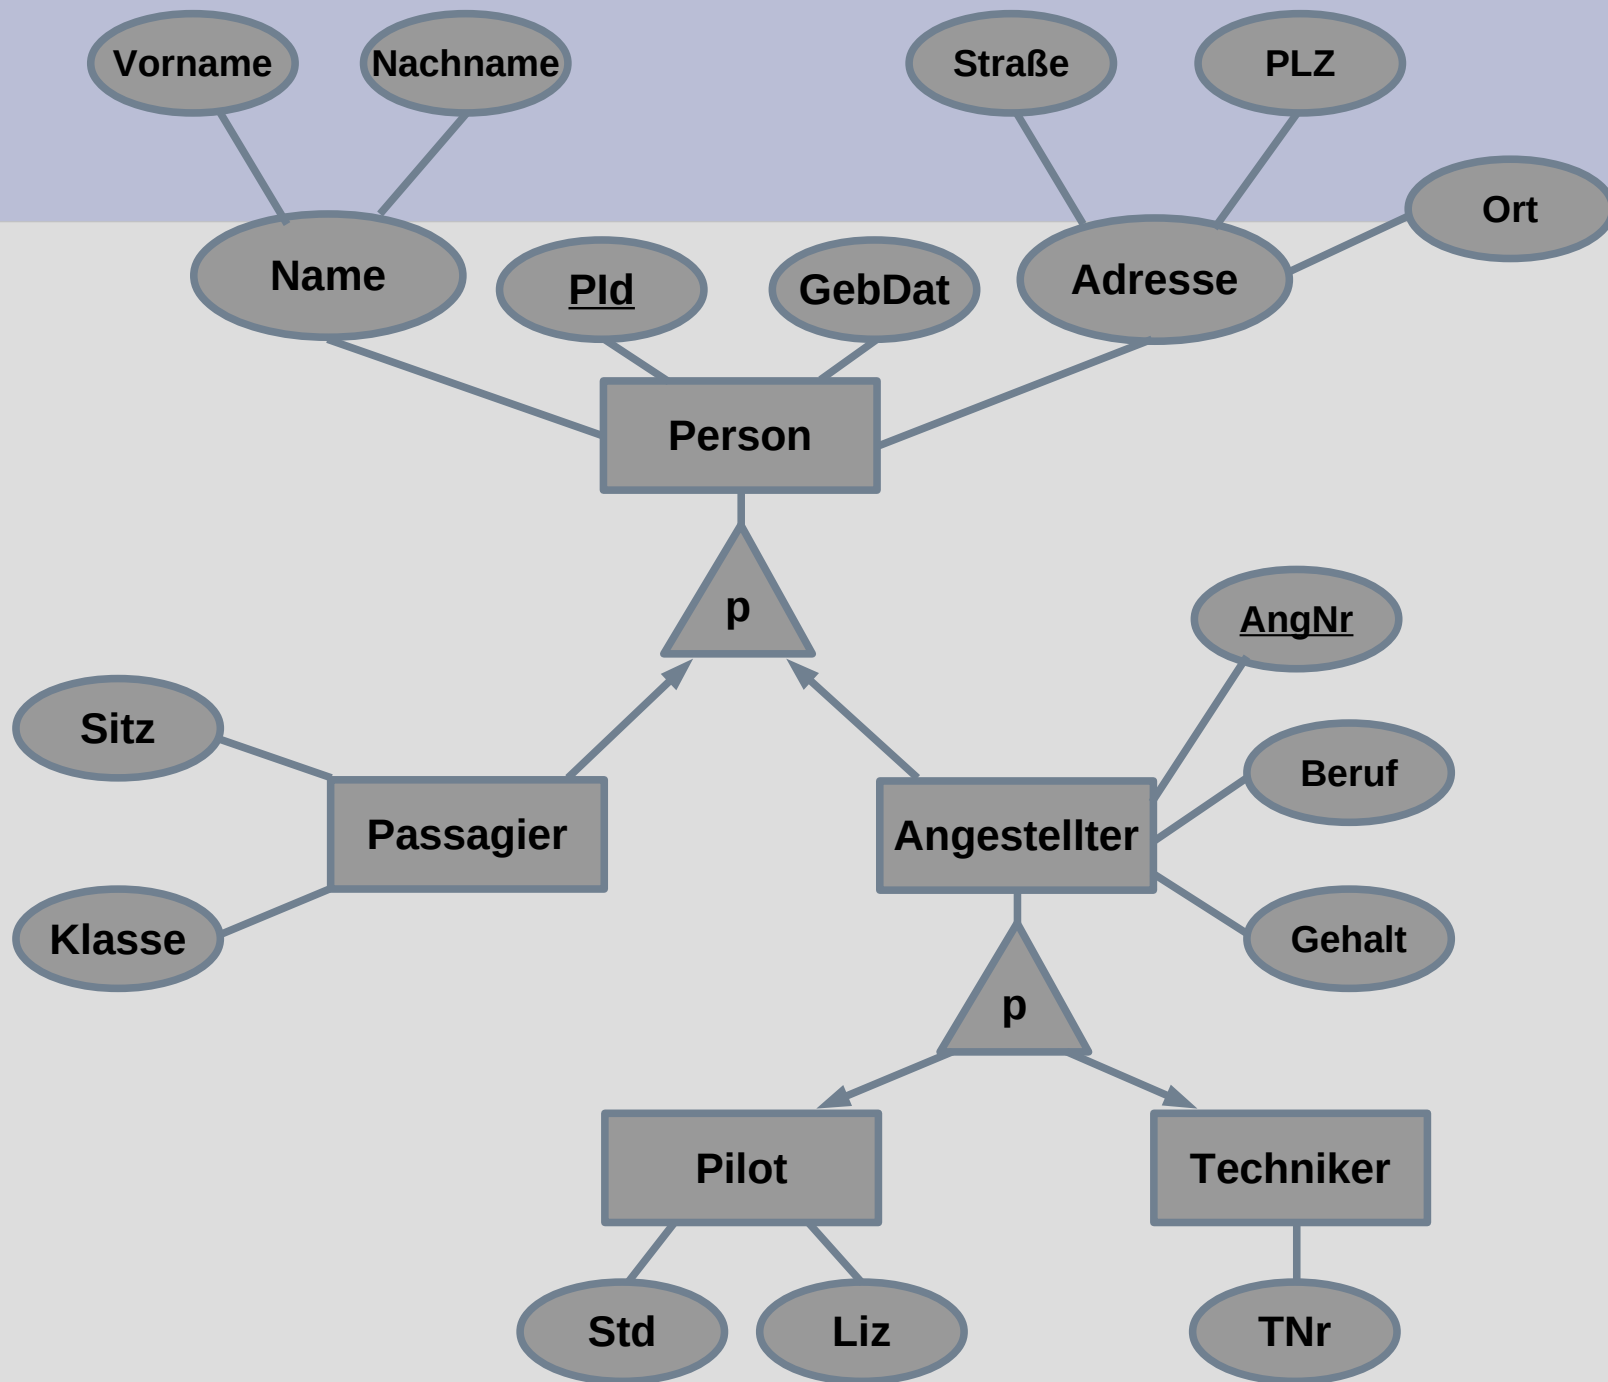 Vorname
Nachname
Straße
PLZ
Ort
Name
PId
GebDat
Adresse
Person
p
AngNr
Sitz
Beruf
Passagier
Angestellter
Klasse
Gehalt
p
Pilot
Techniker
Std
Liz
TNr